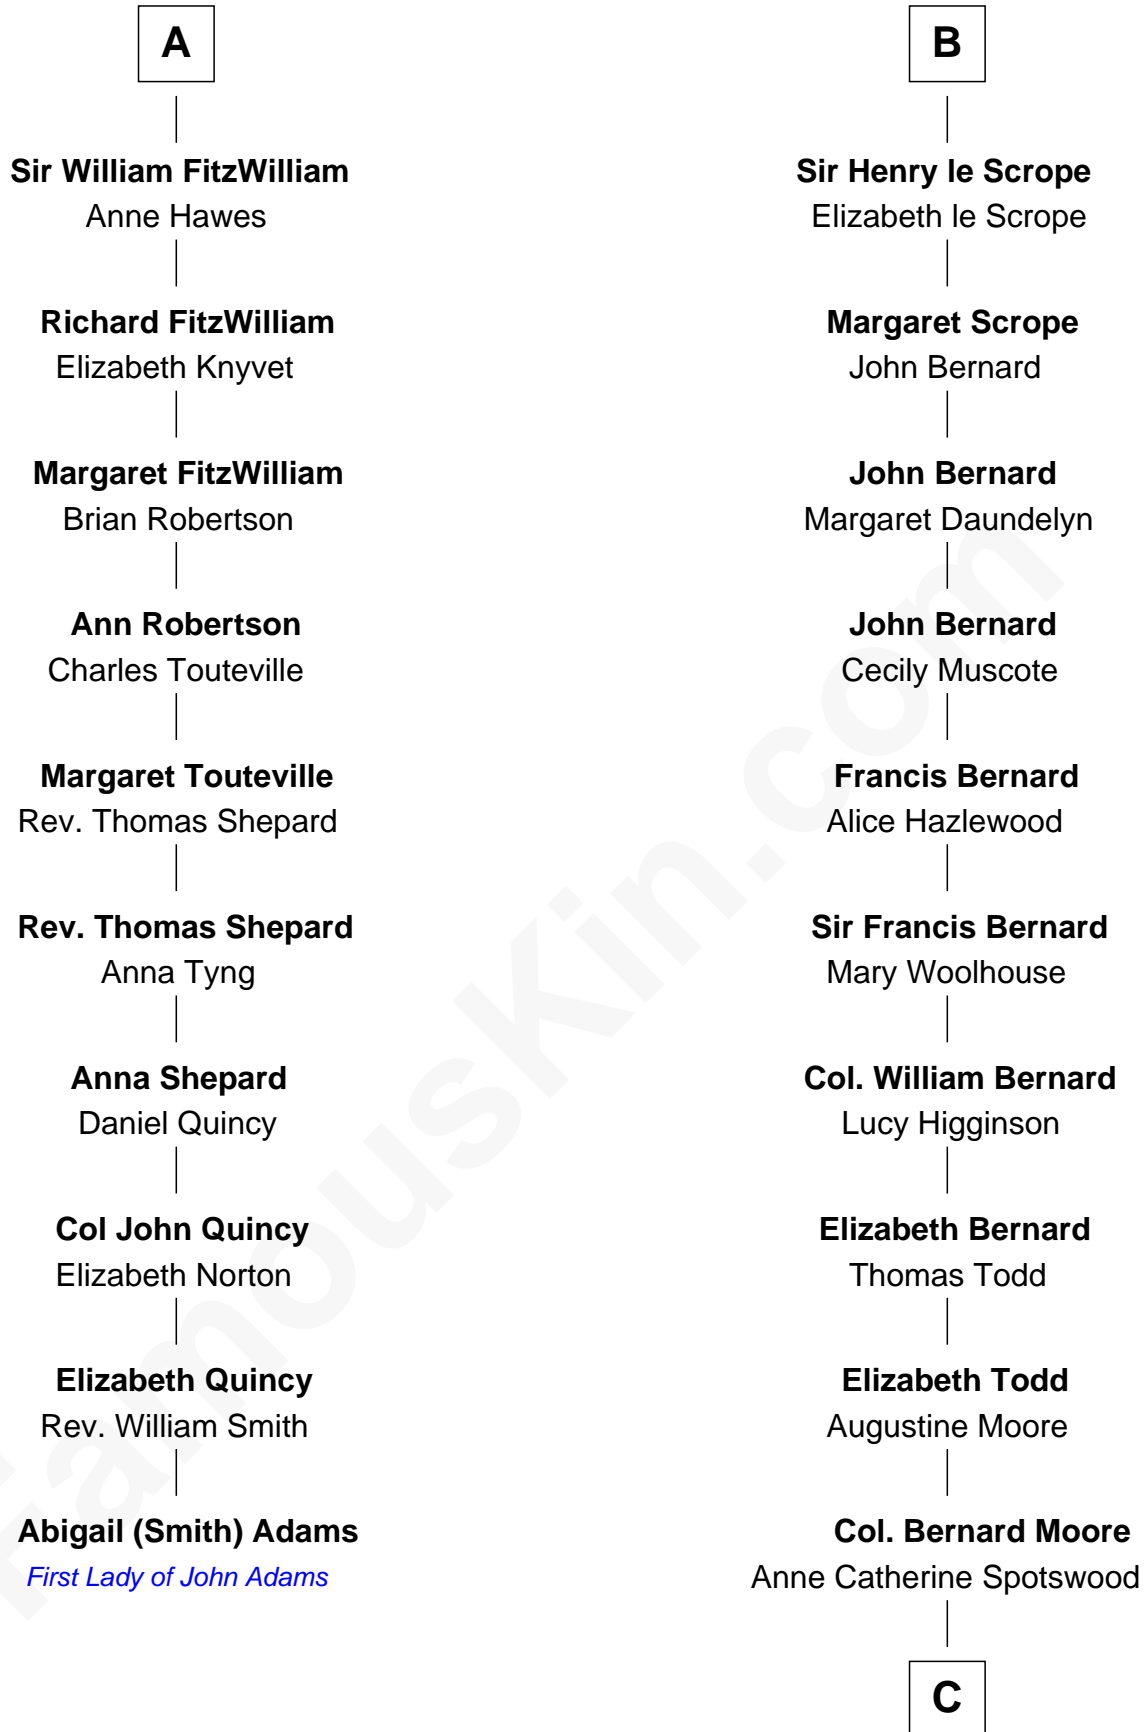 A
Sir William FitzWilliam
Anne Hawes
Richard FitzWilliam
Elizabeth Knyvet
Margaret FitzWilliam
Brian Robertson
Ann Robertson
Charles Touteville
Margaret Touteville
Rev. Thomas Shepard
Rev. Thomas Shepard
Anna Tyng
Anna Shepard
Daniel Quincy
Col John Quincy
Elizabeth Norton
Elizabeth Quincy
Rev. William Smith
Abigail (Smith) Adams
First Lady of John Adams
B
Sir Henry le Scrope
Elizabeth le Scrope
Margaret Scrope
John Bernard
John Bernard
Margaret Daundelyn
John Bernard
Cecily Muscote
Francis Bernard
Alice Hazlewood
Sir Francis Bernard
Mary Woolhouse
Col. William Bernard
Lucy Higginson
Elizabeth Bernard
Thomas Todd
Elizabeth Todd
Augustine Moore
Col. Bernard Moore
Anne Catherine Spotswood
C
FamousKin.com